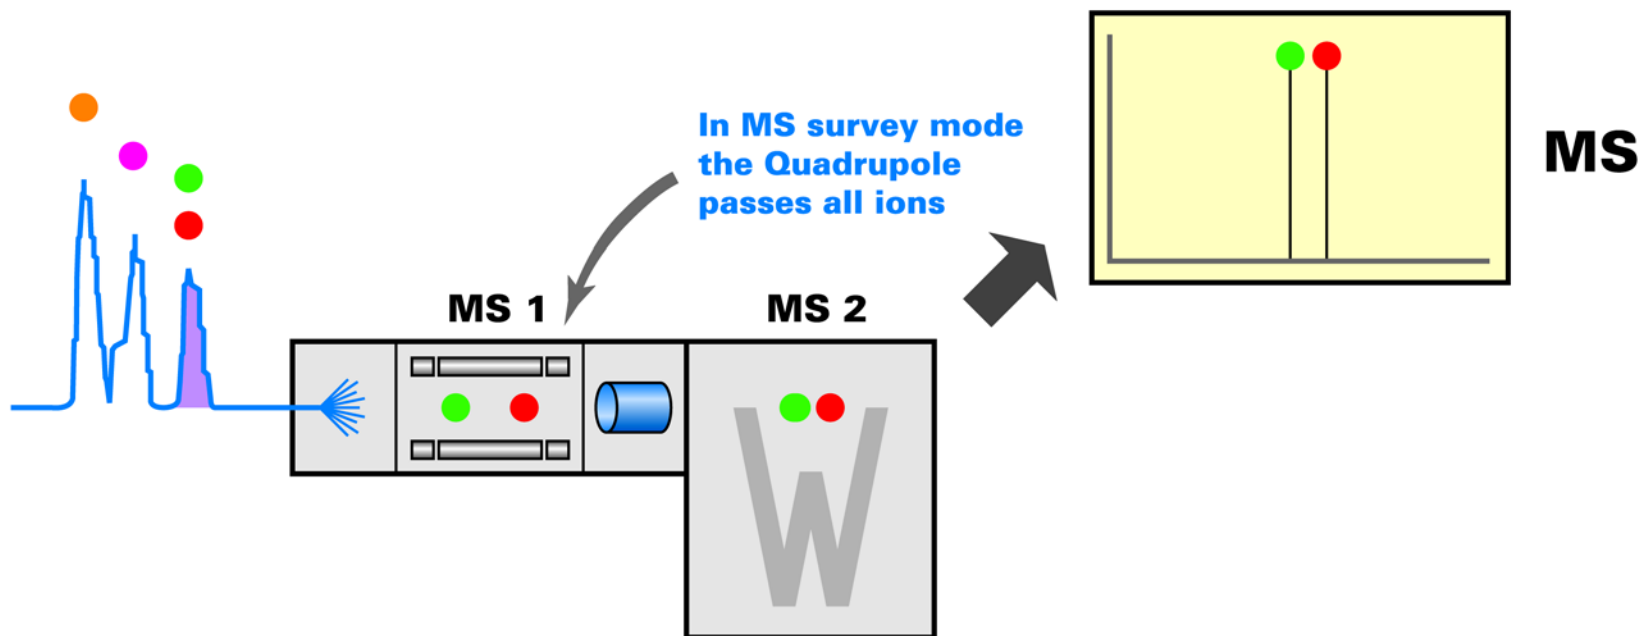 In MS survey mode
the Quadrupole
passes all ions
MS
MS 1
MS 2
W